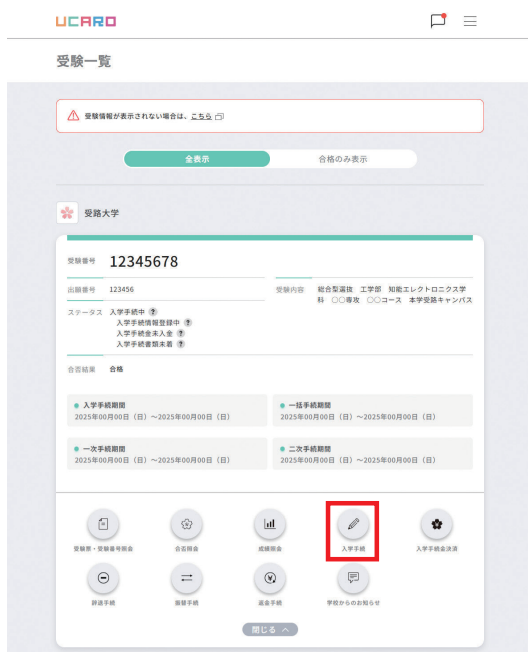 UCARO
受験一覧
受験情報が表示されない場合は、こちら
全表示
合格のみ表示
受路大学
受験番号 12345678
出願番号 123456
受験内容 総合型選抜 工学部 知能エレクトロニクス学
科 〇〇専攻 〇〇コース 本学受路キャンパス
ステータス 入学手続中 ?
入学手続情報登録中 ?
入学手続金未入金 ?
入学手続書類未着 ?
合否結果 合格
入学手続期間
2025年00月00日（日）～2025年00月00日（日）
一括手続期間
2025年00月00日（日）～2025年00月00日（日）
一次手続期間
2025年00月00日（日）～2025年00月00日（日）
二次手続期間
2025年00月00日（日）～2025年00月00日（日）
受験票・受験番号照会
合否照会
成績照会
入学手続
入学手続金決済
辞退手続
振替手続
返金手続
学校からのお知らせ
閉じる